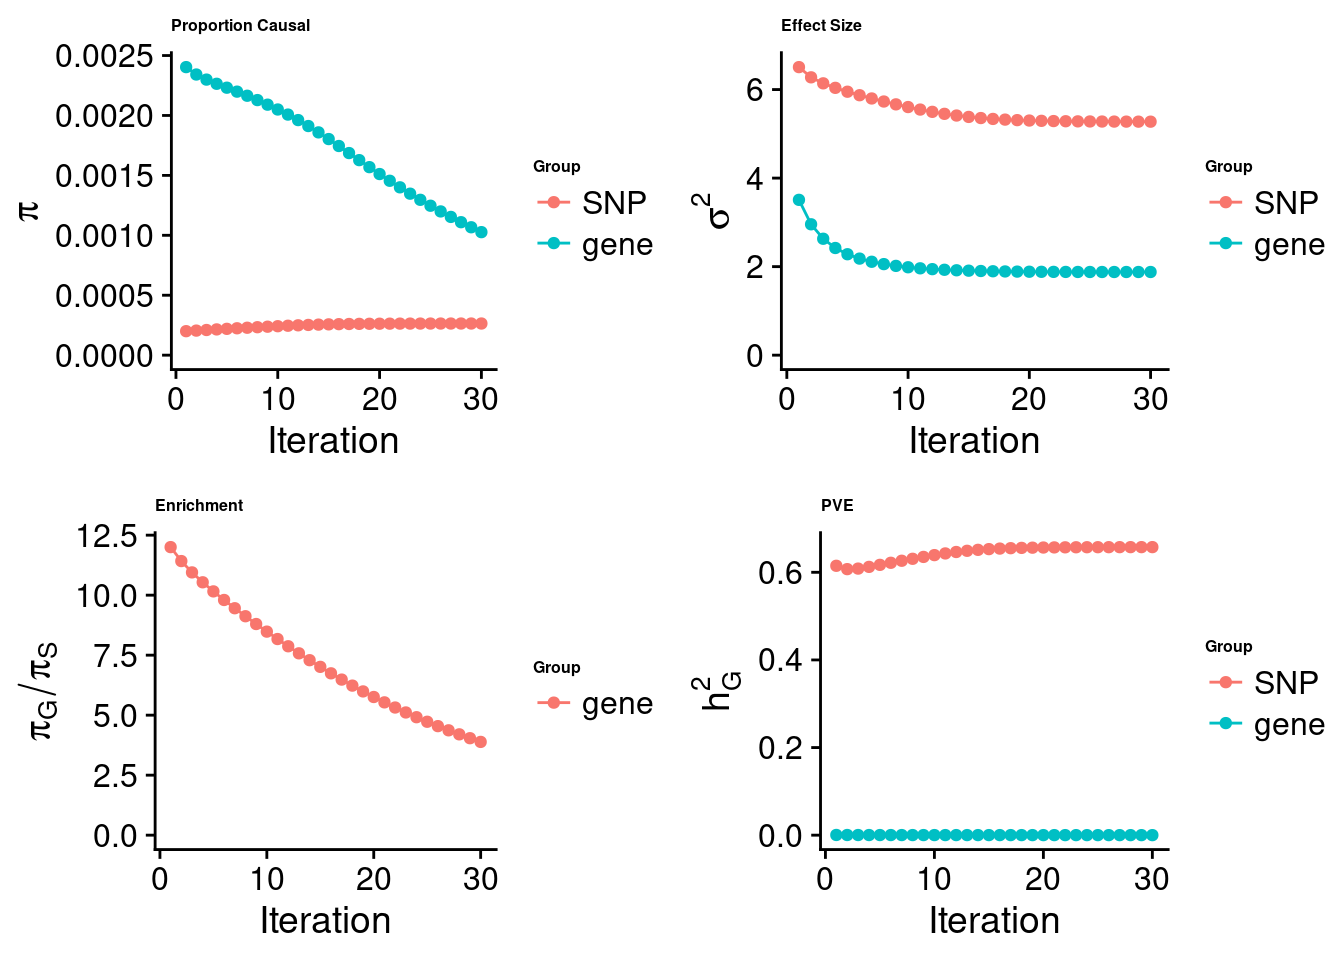 Proportion Causal
0.0025
0.0020
0.0015
0.0010
0.0005
0.0000
π
0 10 20 30
Iteration
Group
SNP
gene
Effect Size
6
4
2
0
σ²
0 10 20 30
Iteration
Group
SNP
gene
Enrichment
12.5
10.0
7.5
5.0
2.5
0.0
π_G/π_S
0 10 20 30
Iteration
Group
gene
PVE
0.6
0.4
0.2
0.0
h²_G
0 10 20 30
Iteration
Group
SNP
gene